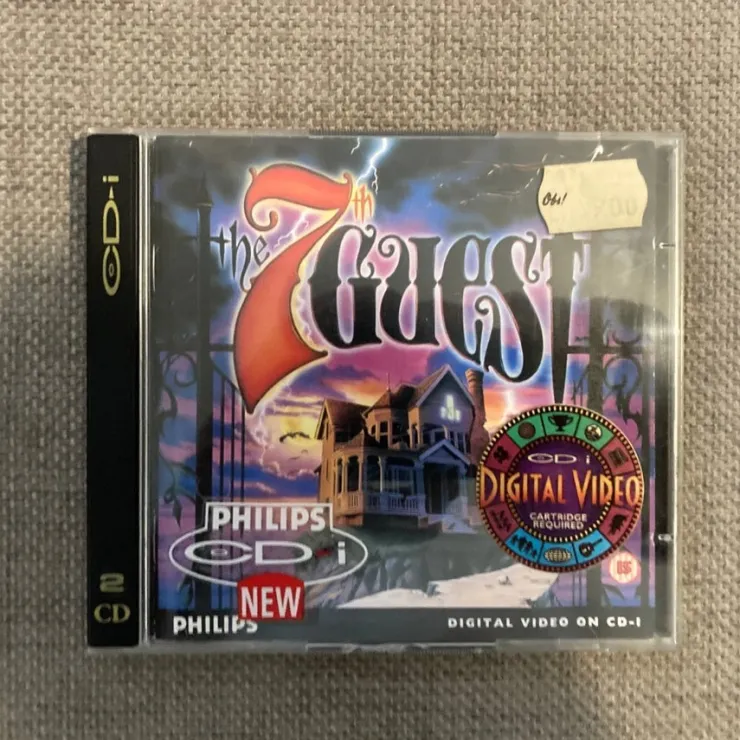 CD-i
2
CD
the 7th GUEST
200
CD i
DIGITAL VIDEO
CARTRIDGE
REQUIRED
PHILIPS
CD-i
NEW
PHILIPS
DIGITAL VIDEO ON CD-I